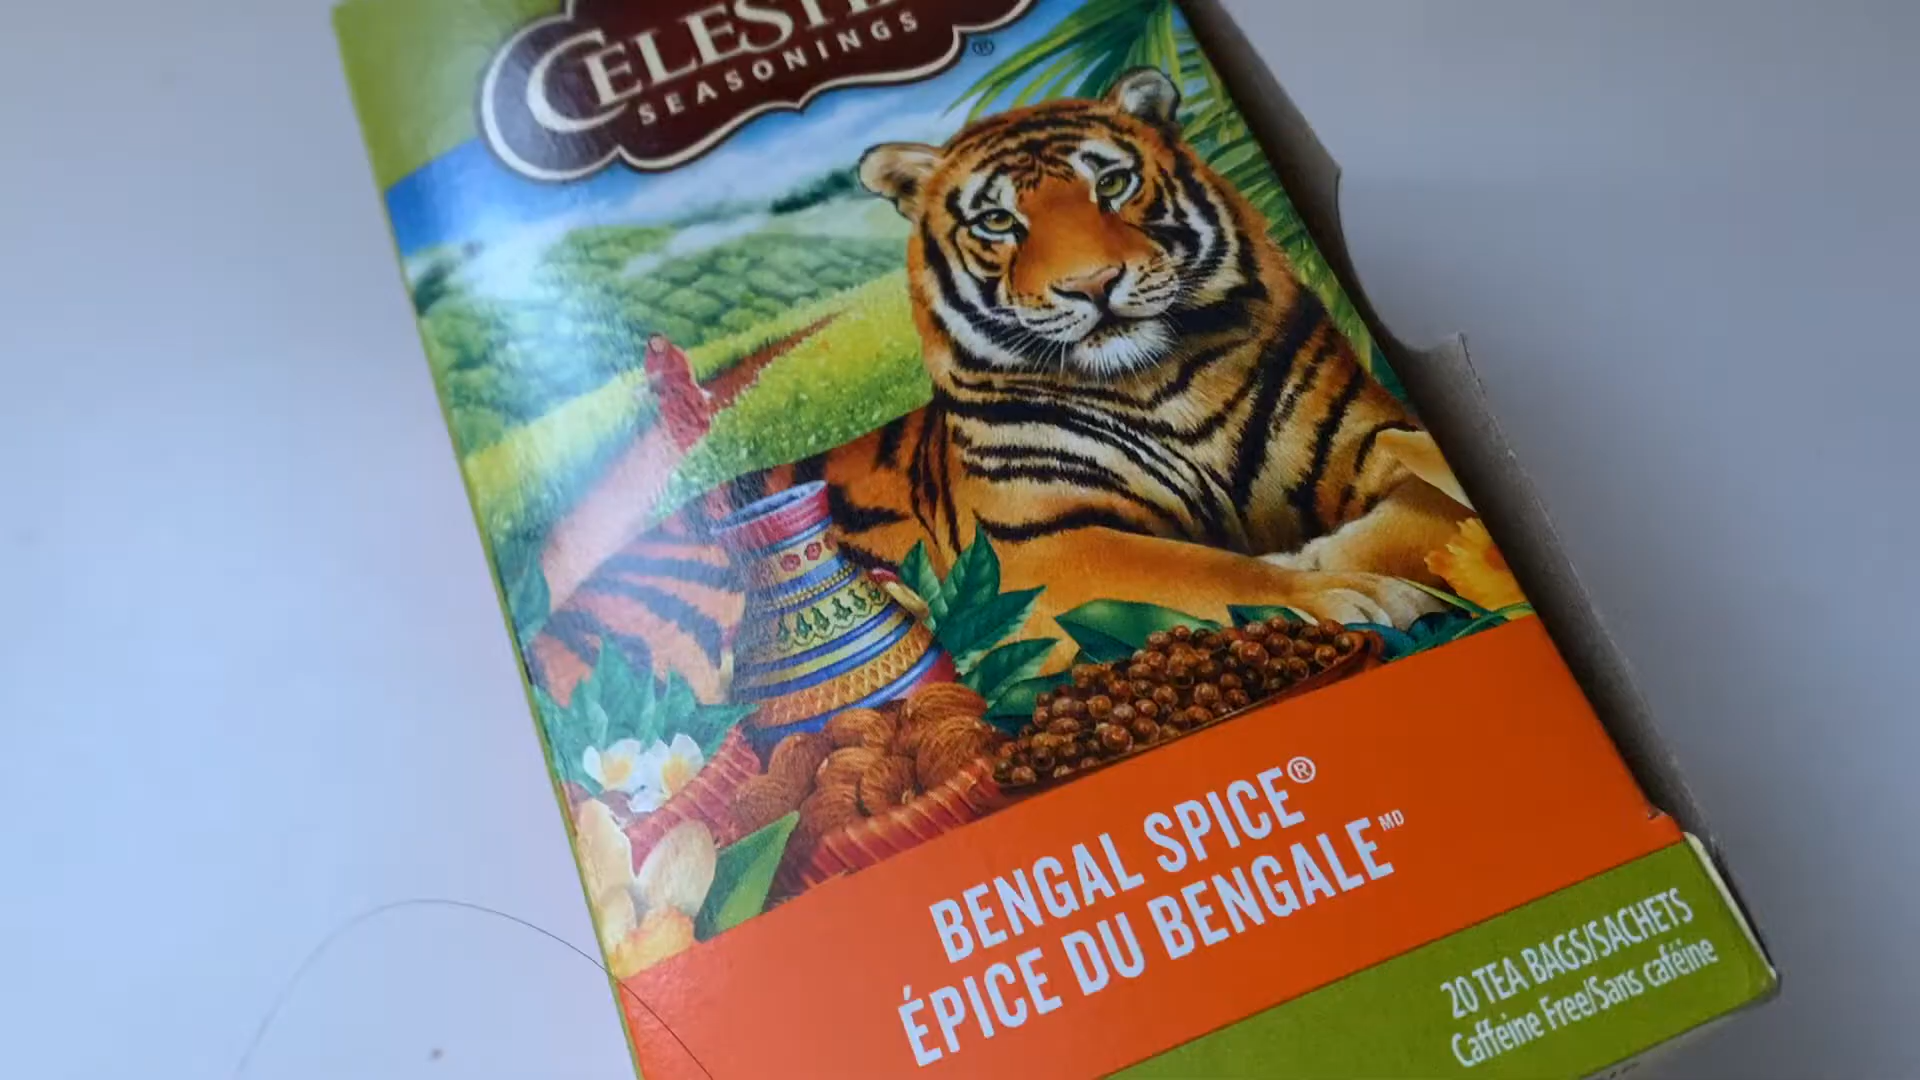 SEASONINGS®
BENGAL SPICE®
ÉPICE DU BENGALE MD
20 TEA BAGS/SACHETS
Caffeine Free/Sans caféine